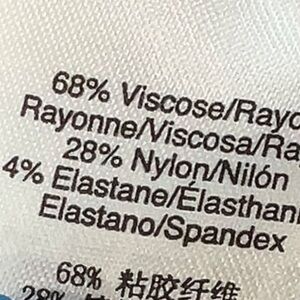 68% Viscose/Rayo
Rayonne/Viscosa/Ra
28% Nylon/Nilón
4% Elastane/Élasthan
Elastano/Spandex
68% 粘胶纤维
28%